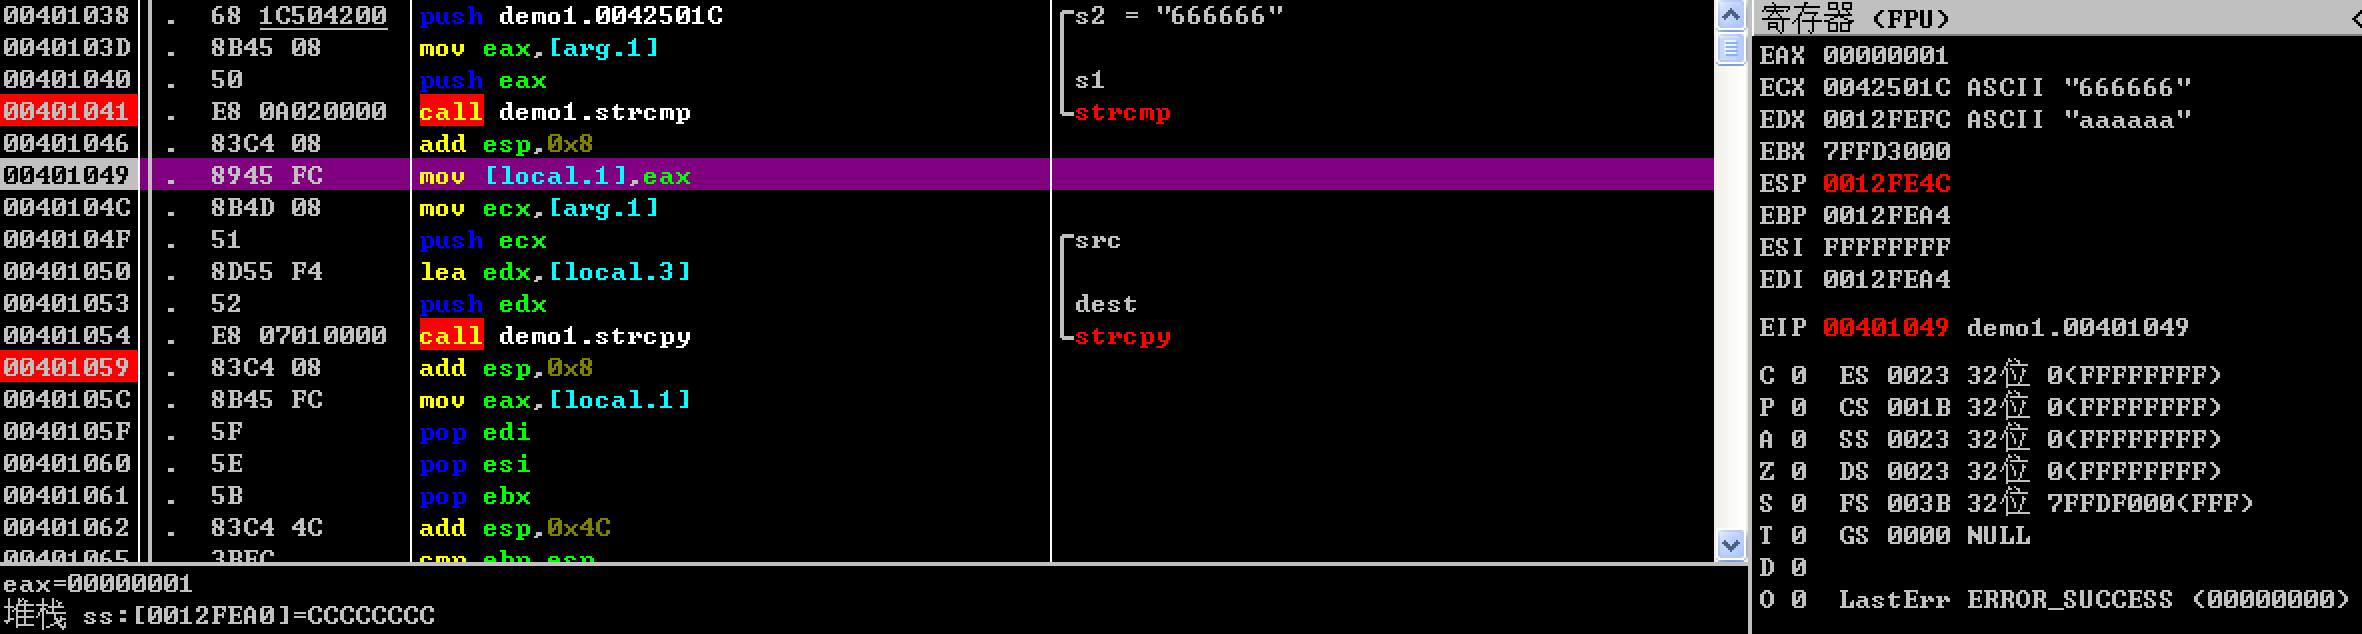 00401038 . 68 1C504200 push demo1.0042501C s2 = "666666"
0040103D . 8B45 08 mov eax,[arg.1]
00401040 . 50 push eax s1
00401041 . E8 0A020000 call demo1.strcmp strcmp
00401046 . 83C4 08 add esp,0x8
00401049 . 8945 FC mov [local.1],eax
0040104C . 8B4D 08 mov ecx,[arg.1]
0040104F . 51 push ecx src
00401050 . 8D55 F4 lea edx,[local.3]
00401053 . 52 push edx dest
00401054 . E8 07010000 call demo1.strcpy strcpy
00401059 . 83C4 08 add esp,0x8
0040105C . 8B45 FC mov eax,[local.1]
0040105F . 5F pop edi
00401060 . 5E pop esi
00401061 . 5B pop ebx
00401062 . 83C4 4C add esp,0x4C
00401065 . 3BEC cmp ebp,esp
eax=00000001
堆栈 ss:[0012FEA0]=CCCCCCCC
寄存器 (FPU) <
EAX 00000001
ECX 0042501C ASCII "666666"
EDX 0012FEFC ASCII "aaaaaa"
EBX 7FFD3000
ESP 0012FE4C
EBP 0012FEA4
ESI FFFFFFFF
EDI 0012FEA4
EIP 00401049 demo1.00401049
C 0 ES 0023 32位 0(FFFFFFFF)
P 0 CS 001B 32位 0(FFFFFFFF)
A 0 SS 0023 32位 0(FFFFFFFF)
Z 0 DS 0023 32位 0(FFFFFFFF)
S 0 FS 003B 32位 7FFDF000(FFF)
T 0 GS 0000 NULL
D 0
O 0 LastErr ERROR_SUCCESS (00000000)